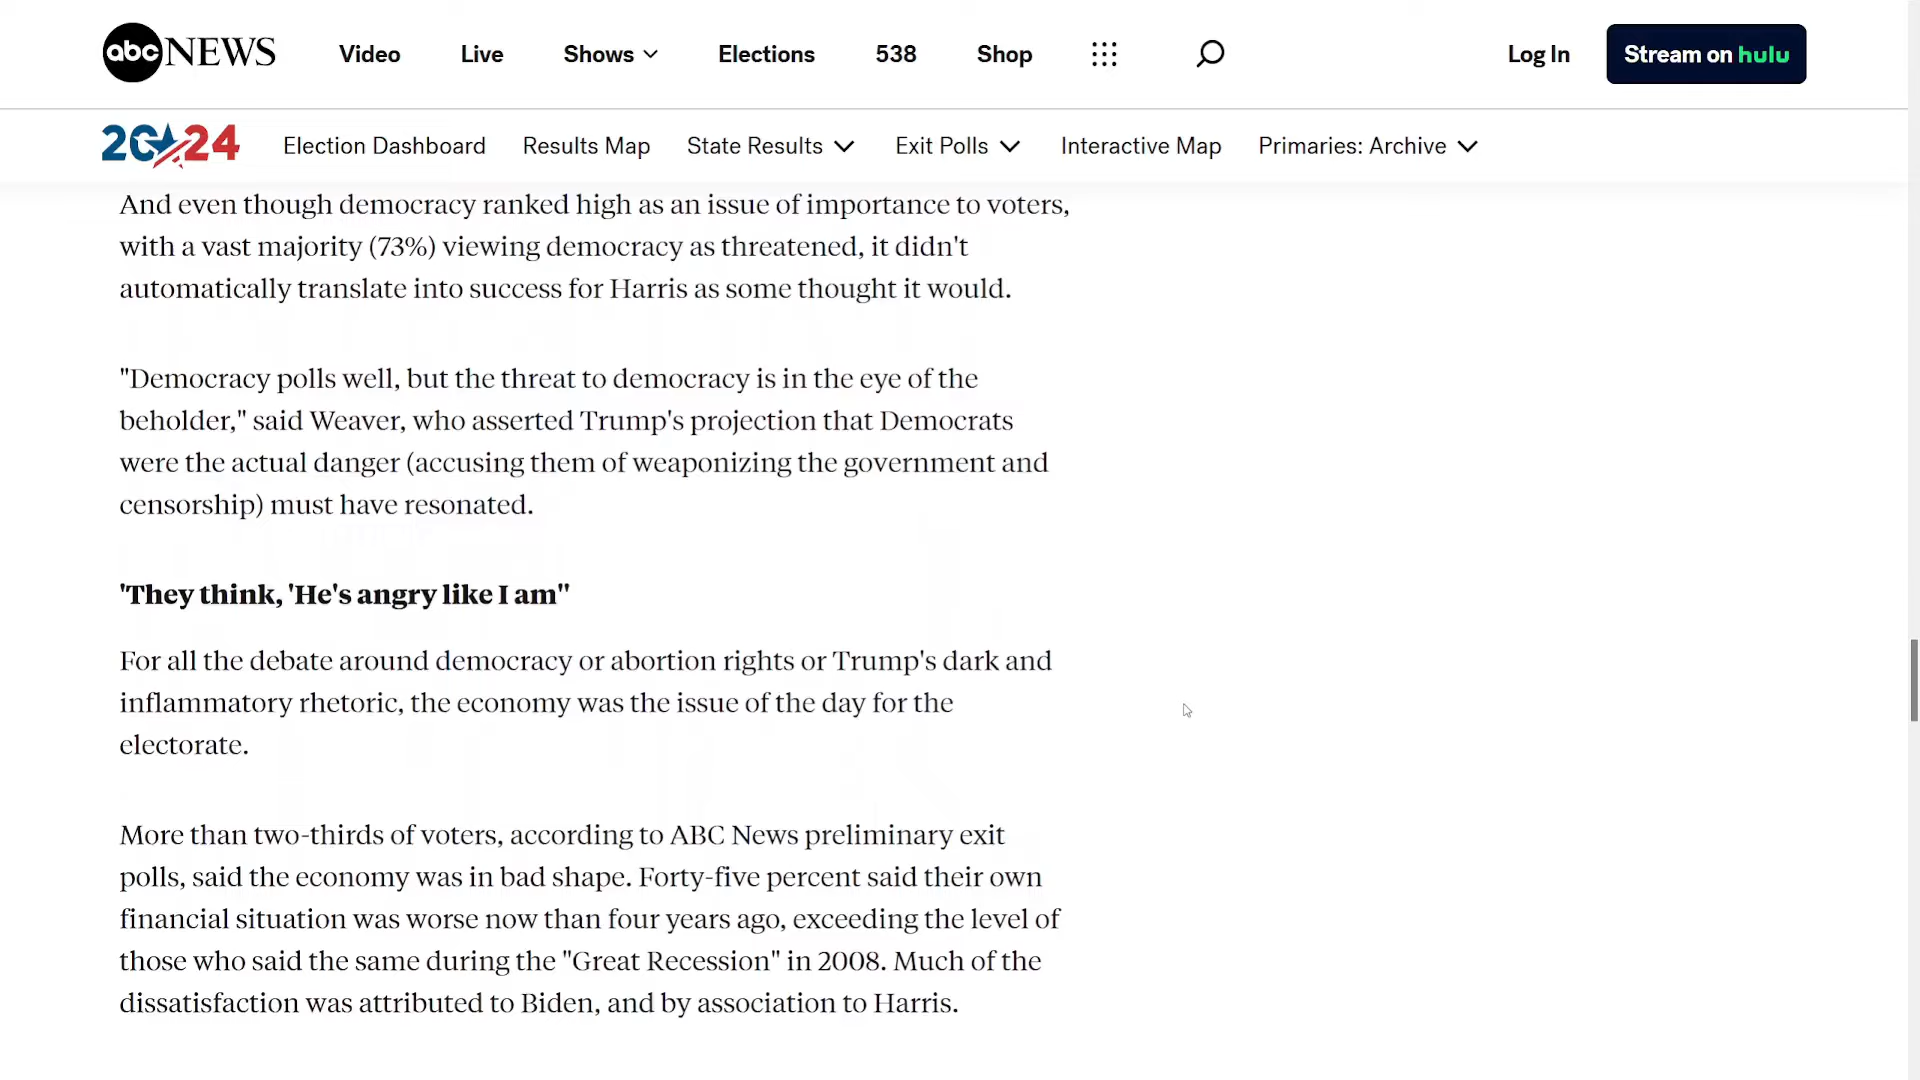 abc NEWS Video Live Shows Elections 538 Shop Log In Stream on hulu
2024 Election Dashboard Results Map State Results Exit Polls Interactive Map Primaries: Archive
And even though democracy ranked high as an issue of importance to voters,
with a vast majority (73%) viewing democracy as threatened, it didn't
automatically translate into success for Harris as some thought it would.
"Democracy polls well, but the threat to democracy is in the eye of the
beholder," said Weaver, who asserted Trump's projection that Democrats
were the actual danger (accusing them of weaponizing the government and
censorship) must have resonated.
'They think, 'He's angry like I am''
For all the debate around democracy or abortion rights or Trump's dark and
inflammatory rhetoric, the economy was the issue of the day for the
electorate.
More than two-thirds of voters, according to ABC News preliminary exit
polls, said the economy was in bad shape. Forty-five percent said their own
financial situation was worse now than four years ago, exceeding the level of
those who said the same during the "Great Recession" in 2008. Much of the
dissatisfaction was attributed to Biden, and by association to Harris.